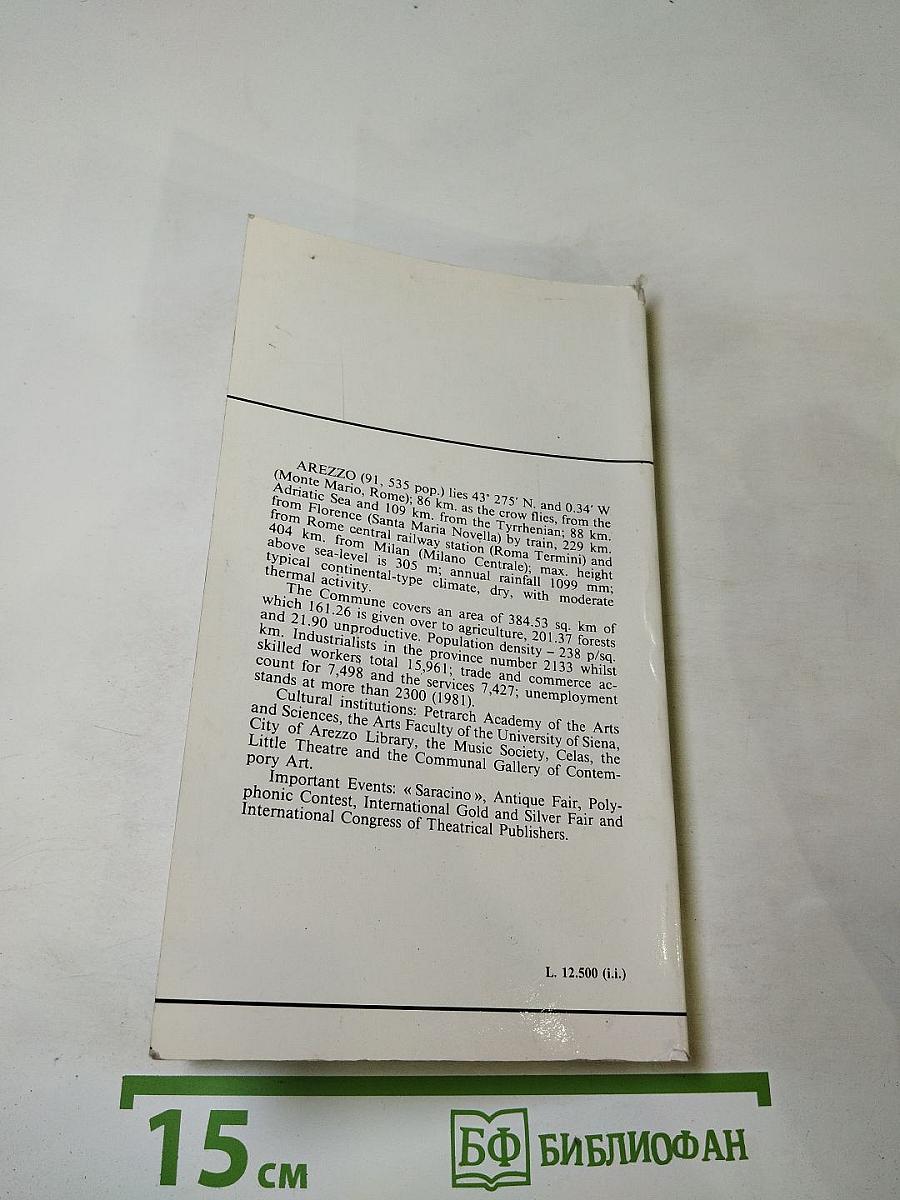 AREZZO (91, 535 pop.) lies 43° 275' N. and 0.34' W
(Monte Mario, Rome); 86 km. as the crow flies, from the
Adriatic Sea and 109 km. from the Tyrrhenian; 88 km.
from Florence (Santa Maria Novella) by train, 229 km.
from Rome central railway station (Roma Termini) and
404 km. from Milan (Milano Centrale); max. height
above sea-level is 305 m; annual rainfall 1099 mm;
typical continental-type climate, dry, with moderate
thermal activity.
The Commune covers an area of 384.53 sq. km of
which 161.26 is given over to agriculture, 201.37 forests
and 21.90 unproductive. Population density – 238 p/sq.
km. Industrialists in the province number 2133 whilst
skilled workers total 15,961; trade and commerce ac-
count for 7,498 and the services 7,427; unemployment
stands at more than 2300 (1981).
Cultural institutions: Petrarch Academy of the Arts
and Sciences, the Arts Faculty of the University of Siena,
City of Arezzo Library, the Music Society, Celas, the
Little Theatre and the Communal Gallery of Contem-
pory Art.
Important Events: « Saracino », Antique Fair, Poly-
phonic Contest, International Gold and Silver Fair and
International Congress of Theatrical Publishers.
L. 12.500 (i.i.)
15 см
БФ БИБЛИОФАН